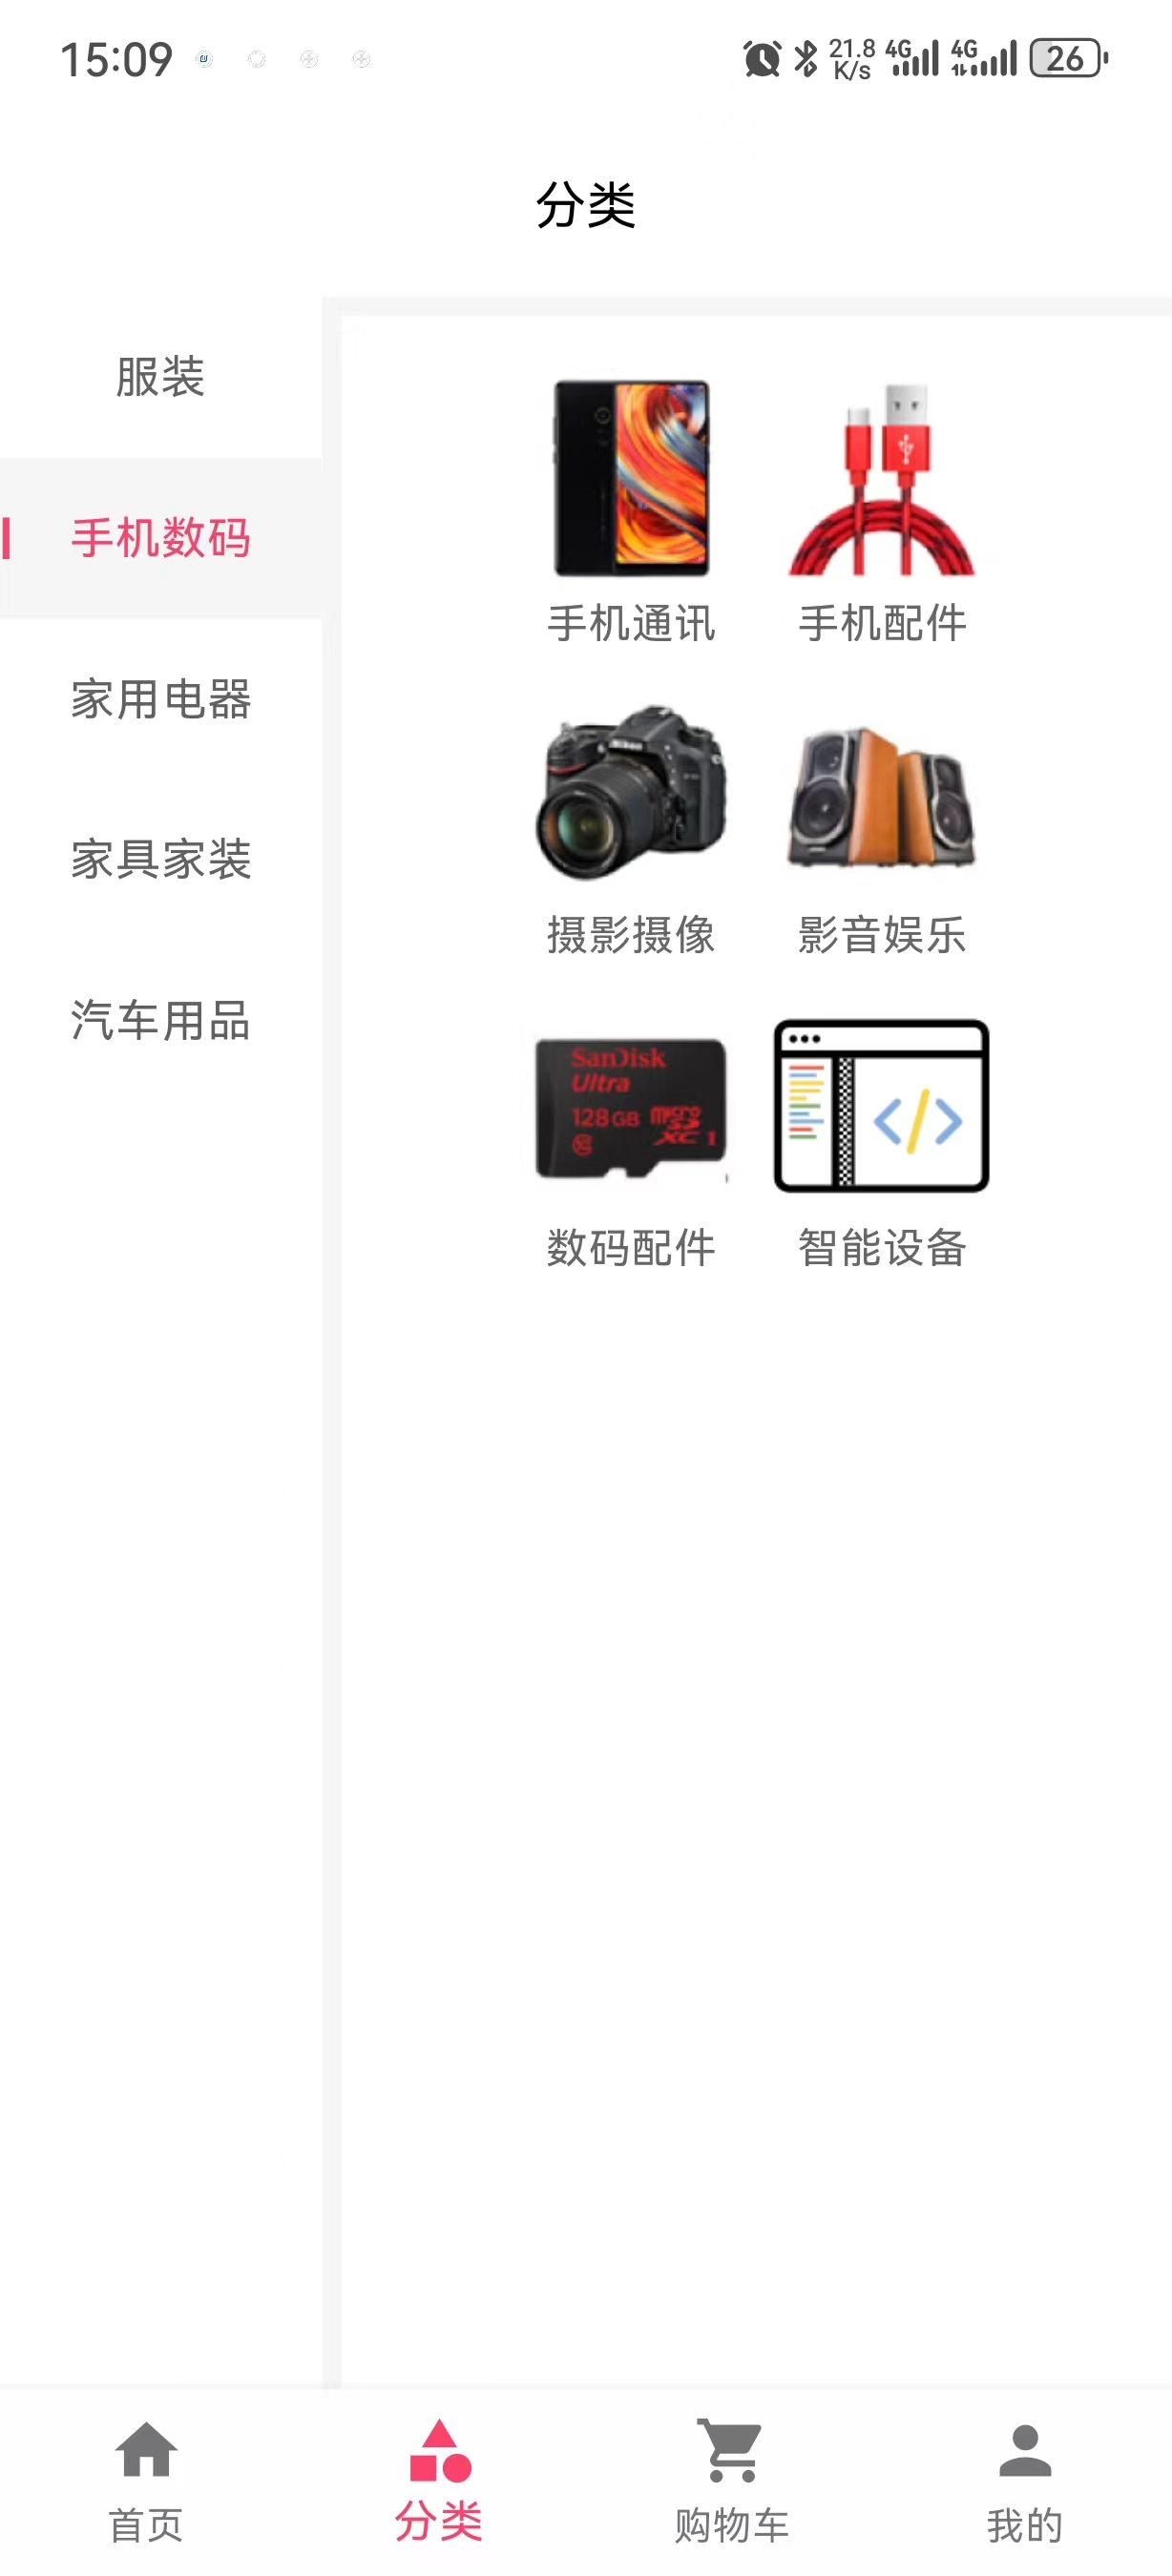 15:09
21.8 K/s 4G 4G 26
分类
服装
手机数码
家用电器
家具家装
汽车用品
手机通讯 手机配件
摄影摄像 影音娱乐
SanDisk
Ultra
128GB micro SD XC I
数码配件 智能设备
首页 分类 购物车 我的